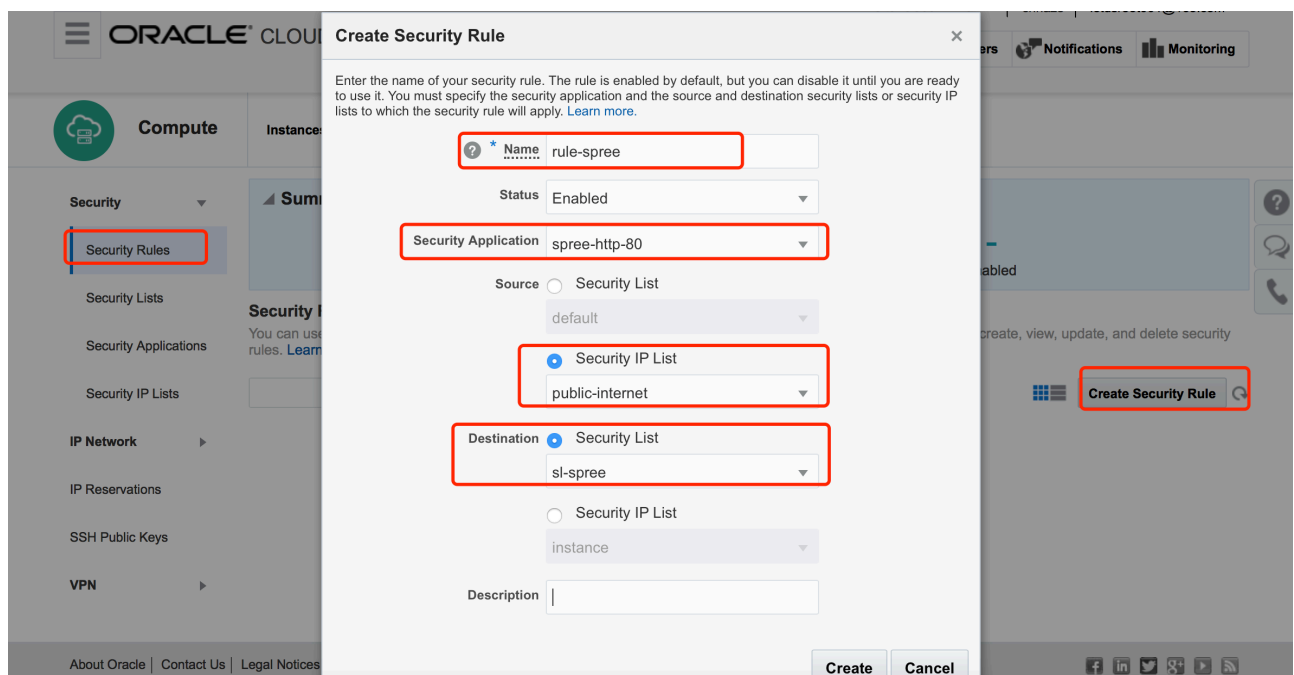 ORACLE CLOU
Notifications
Monitoring
Compute
Create Security Rule
×
Enter the name of your security rule. The rule is enabled by default, but you can disable it until you are ready
to use it. You must specify the security application and the source and destination security lists or security IP
lists to which the security rule will apply. Learn more.
? * Name rule-spree
Status Enabled
Security Application spree-http-80
Source Security List
default
Security IP List
public-internet
Destination Security List
sl-spree
Security IP List
instance
Description
Create Cancel
Security
Security Rules
Security Lists
Security Applications
Security IP Lists
IP Network
IP Reservations
SSH Public Keys
VPN
You can use
rules. Learn
create, view, update, and delete security
Create Security Rule
?
About Oracle | Contact Us | Legal Notices